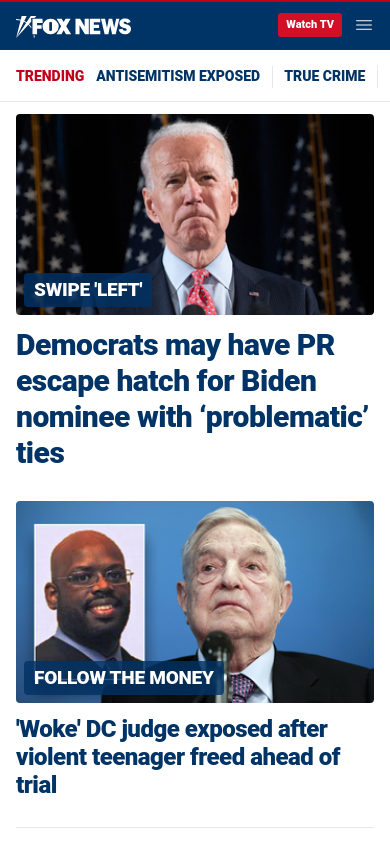 FOX NEWS
Watch TV
TRENDING ANTISEMITISM EXPOSED TRUE CRIME
SWIPE 'LEFT'
Democrats may have PR
escape hatch for Biden
nominee with ‘problematic’
ties
FOLLOW THE MONEY
'Woke' DC judge exposed after
violent teenager freed ahead of
trial